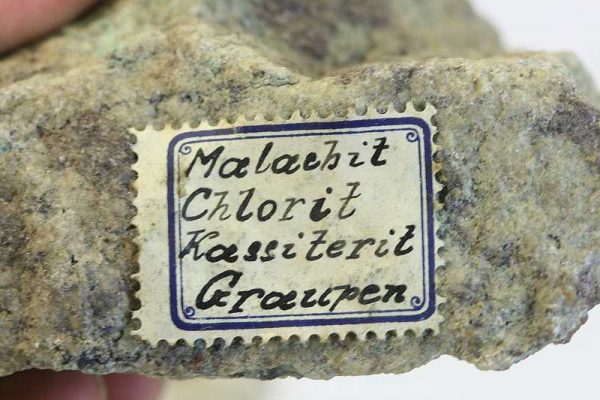 Malachit
Chlorit
Kassiterit
Graupen